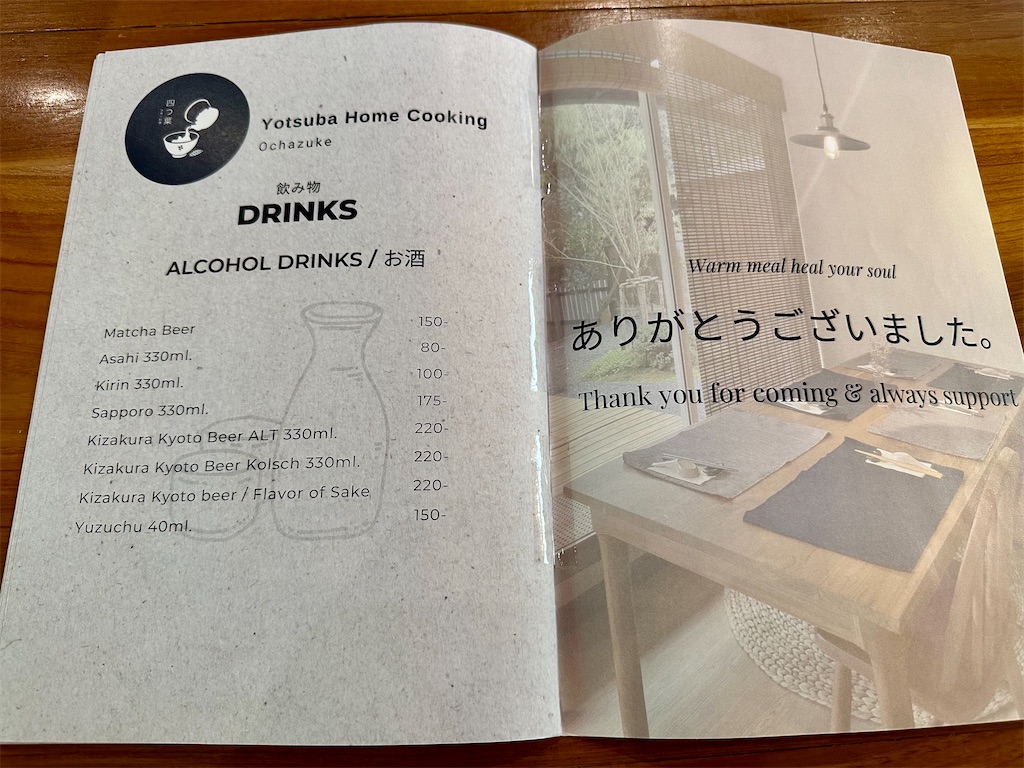 四つ葉
Yotsuba Home Cooking
Ochazuke
飲み物
DRINKS
ALCOHOL DRINKS / お酒
Matcha Beer 150-
Asahi 330ml. 80-
Kirin 330ml. 100-
Sapporo 330ml. 175-
Kizakura Kyoto Beer ALT 330ml. 220-
Kizakura Kyoto Beer Kolsch 330ml. 220-
Kizakura Kyoto beer / Flavor of Sake 220-
Yuzuchu 40ml. 150-
Warm meal heal your soul
ありがとうございました。
Thank you for coming & always support